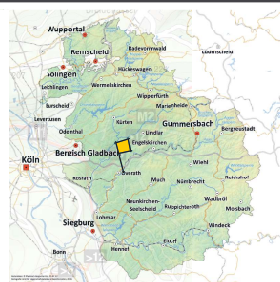 Wuppertal
Remscheid
Radevormwald
Solingen
Hückeswagen
Leichlingen
Wermelskirchen
Wipperfürth
Burscheid
Marienheide
Leverkusen
Kürten
Gummersbach
Lindlar
Bergneustadt
Odenthal
Engelskirchen
Bergisch Gladbach
Köln
Wiehl
Rösrath
Overath
Much
Nümbrecht
Neunkirchen-
Seelscheid
Ruppichteroth
Waldbröl
Morsbach
Lohmar
Siegburg
Windeck
Eitorf
Bonn
Hennef